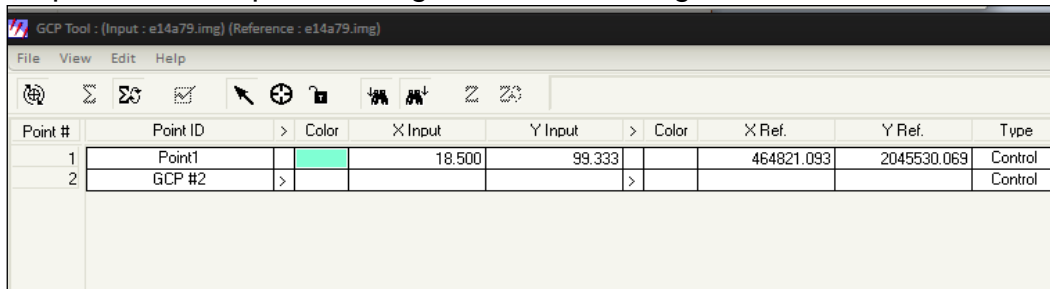 GCP Tool : (Input : e14a79.img) (Reference : e14a79.img)
File View Edit Help
Point # Point ID > Color X Input Y Input > Color X Ref. Y Ref. Type
1 Point1 18.500 99.333 464821.093 2045530.069 Control
2 GCP #2 > > Control